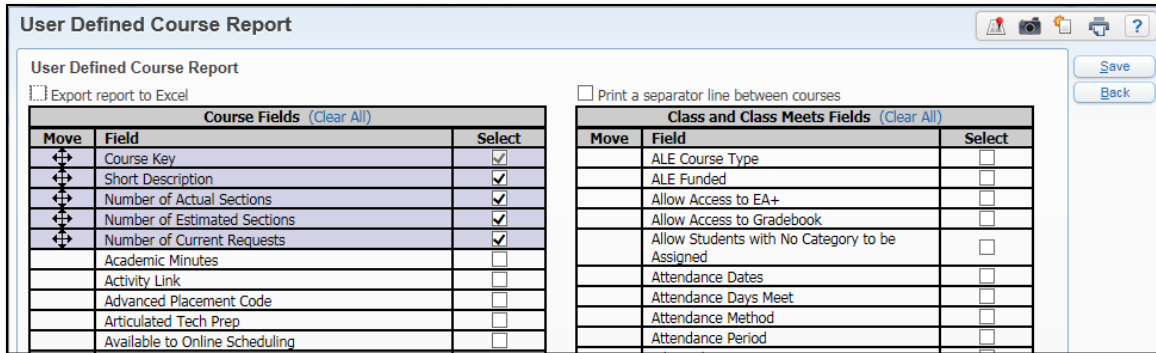 User Defined Course Report
?
User Defined Course Report
Save
Back
Export report to Excel
Print a separator line between courses
Course Fields (Clear All)
Move Field Select
Course Key
Short Description
Number of Actual Sections
Number of Estimated Sections
Number of Current Requests
Academic Minutes
Activity Link
Advanced Placement Code
Articulated Tech Prep
Available to Online Scheduling
Class and Class Meets Fields (Clear All)
Move Field Select
ALE Course Type
ALE Funded
Allow Access to EA+
Allow Access to Gradebook
Allow Students with No Category to be
Assigned
Attendance Dates
Attendance Days Meet
Attendance Method
Attendance Period